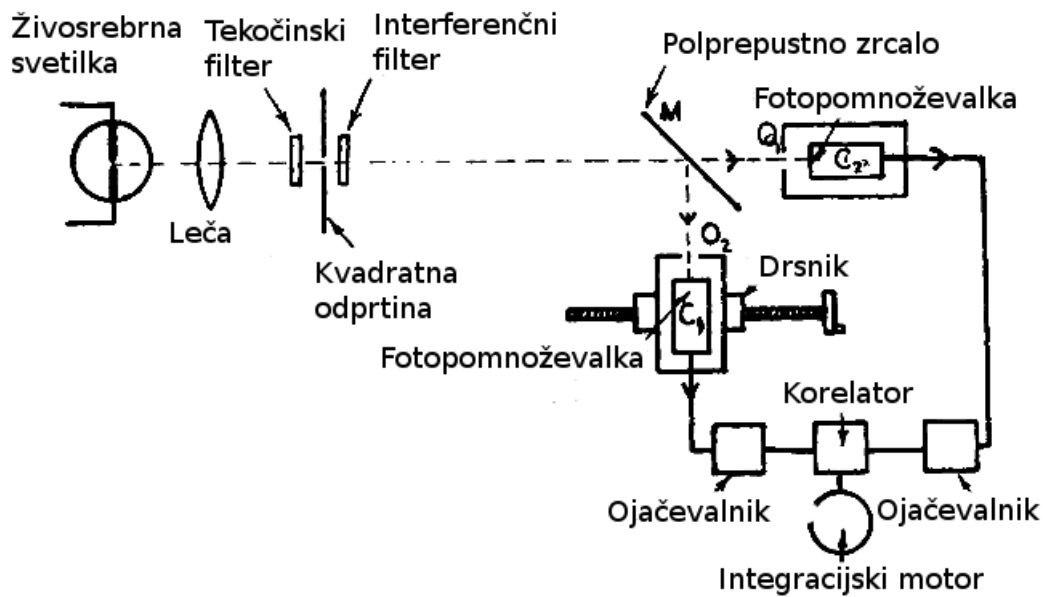 Živosrebrna
svetilka
Tekočinski
filter
Interferenčni
filter
Polprepustno zrcalo
Fotopomnoževalka
M
C₂
O₂
Leča
Kvadratna
odprtina
Drsnik
C₁
Fotopomnoževalka
Korelator
Ojačevalnik
Ojačevalnik
Integracijski motor